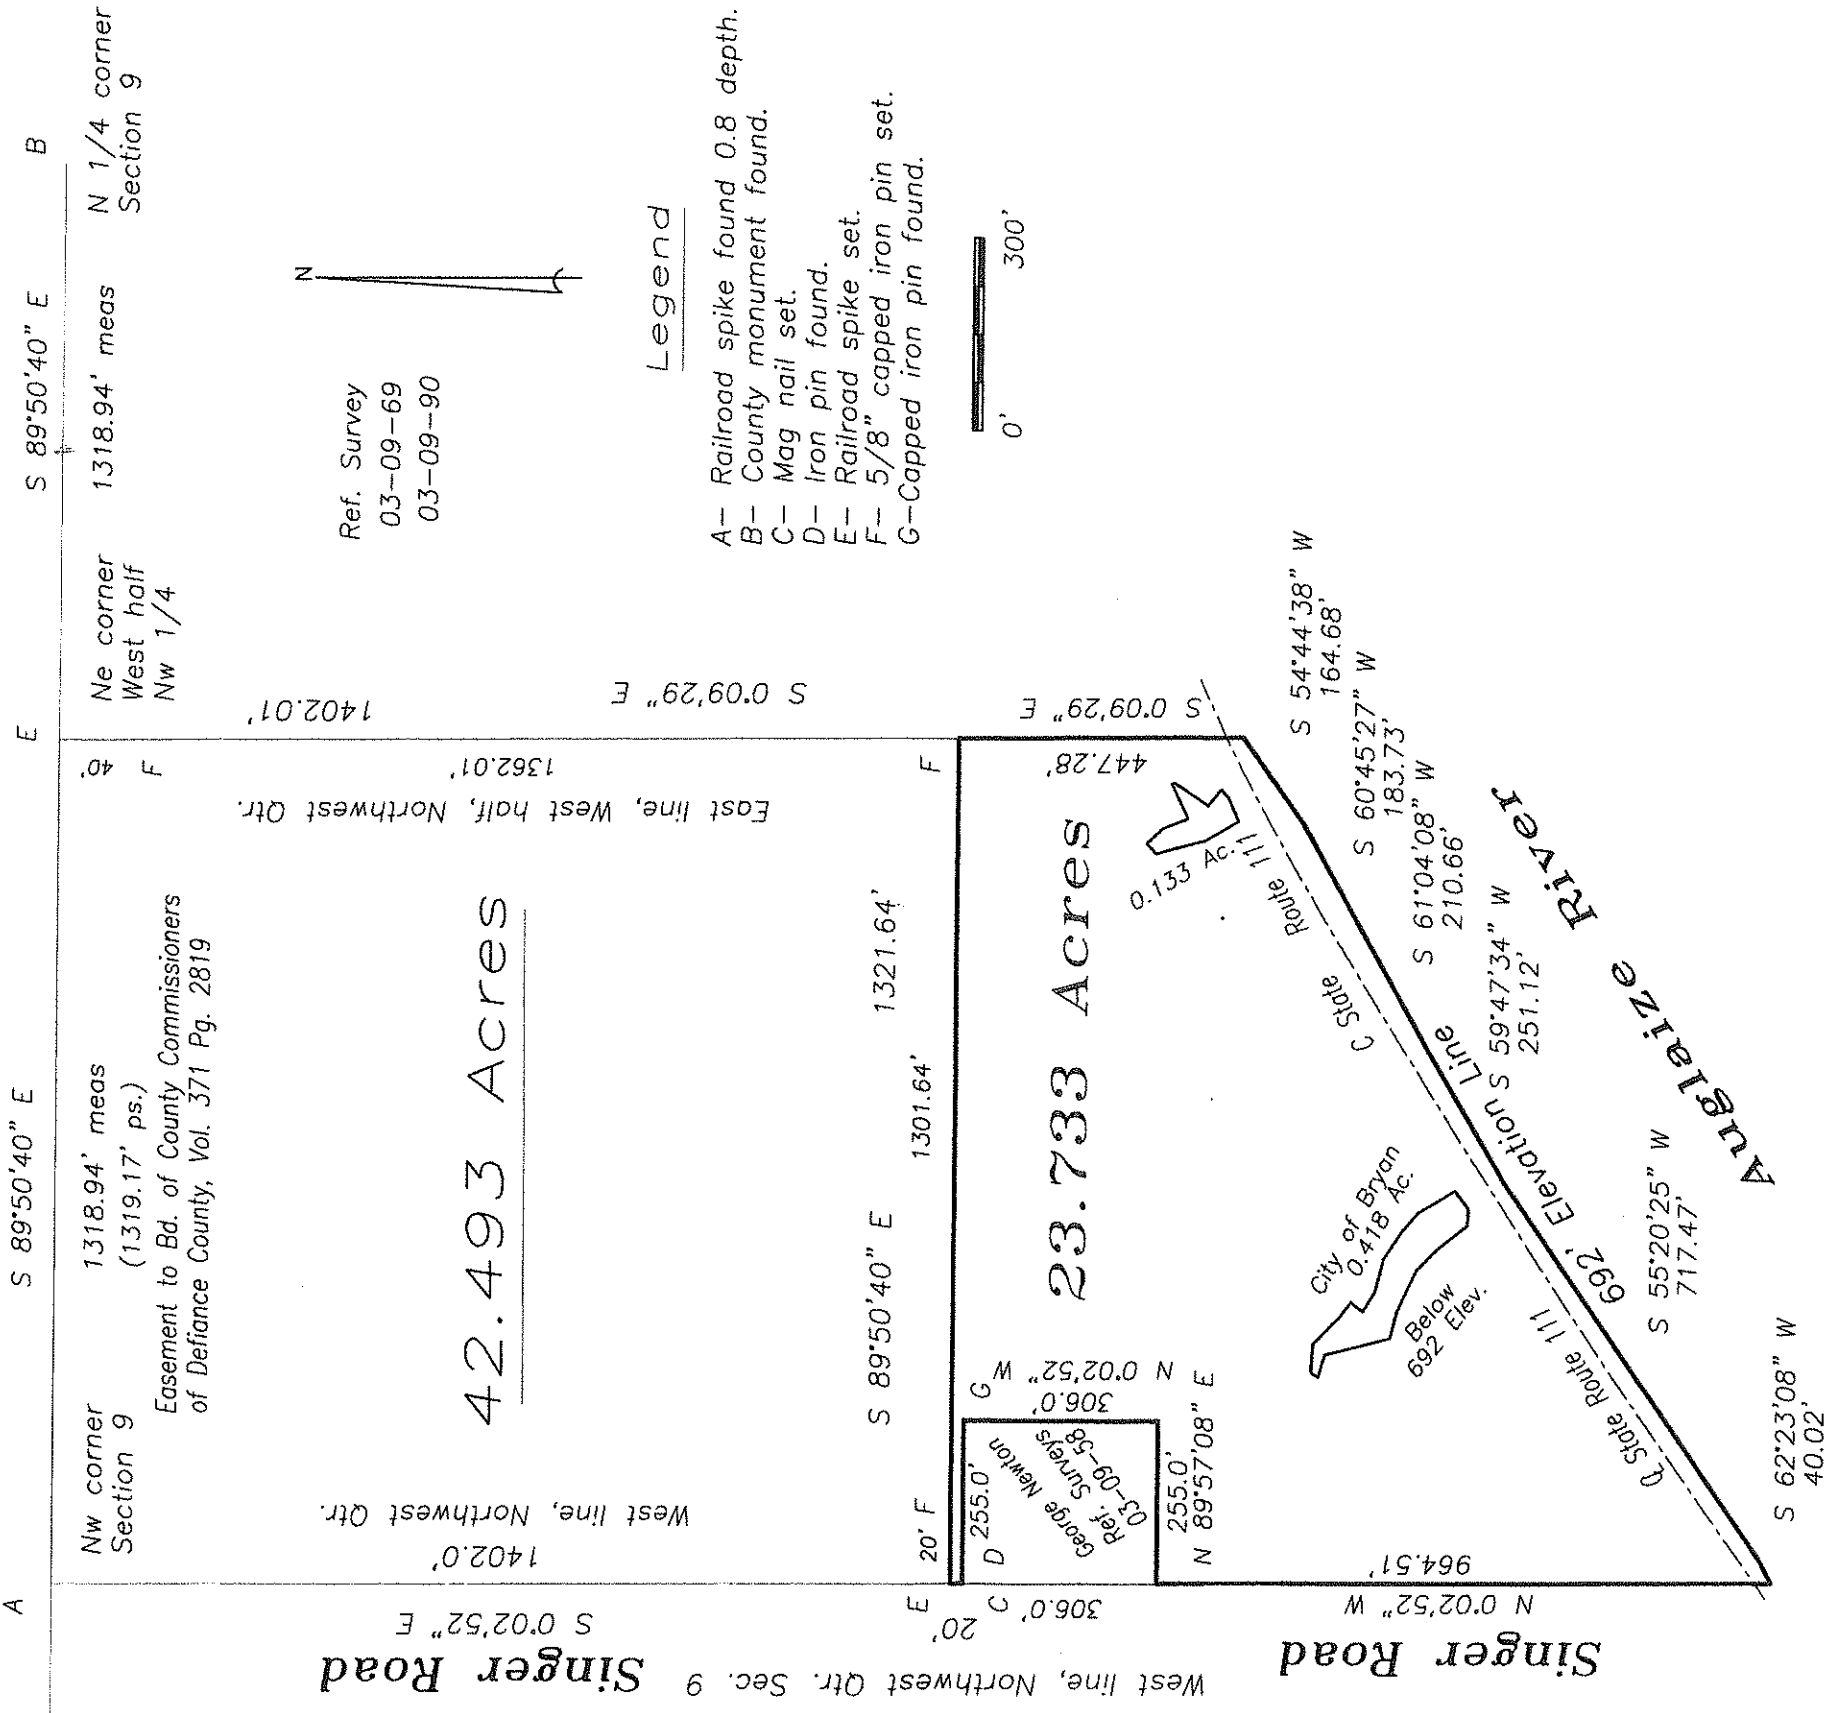 A
S 89°50'40" E
E
S 89°50'40" E
B
Nw corner
Section 9
1318.94' meas
(1319.17' ps.)
Easement to Bd. of County Commissioners
of Defiance County, Vol. 371 Pg. 2819
40'
F
Ne corner
West half
Nw 1/4
1318.94' meas
N 1/4 corner
Section 9
N
Ref. Survey
03-09-69
03-09-90
Legend
A- Railroad spike found 0.8 depth.
B- County monument found.
C- Mag nail set.
D- Iron pin found.
E- Railroad spike set.
F- 5/8" capped iron pin set.
G-Capped iron pin found.
0'
300'
S 0°02'52" E
Singer Road
1402.0'
West line, Northwest Qtr.
42.493 Acres
East line, West half, Northwest Qtr.
1362.01'
1402.01'
S 0°09'29" E
S 89°50'40" E
1321.64'
1301.64'
E
20'
F
F
20'
C
D
255.0'
G
306.0'
George Newton
Ref. Surveys
03-09-58
306.0'
N 0°02'52" W
255.0'
N 89°57'08" E
West line, Northwest Qtr. Sec. 9
23.733 Acres
447.28'
S 0°09'29" E
0.133 Ac.
C State Route 111
City of Bryan
0.418 Ac.
Below
692 Elev.
692' Elevation Line
Q State Route 111
964.51'
N 0°02'52" W
Singer Road
S 54°44'38" W
164.68'
S 60°45'27" W
183.73'
S 61°04'08" W
210.66'
S 59°47'34" W
251.12'
S 55°20'25" W
717.47'
S 62°23'08" W
40.02'
Auglaize River